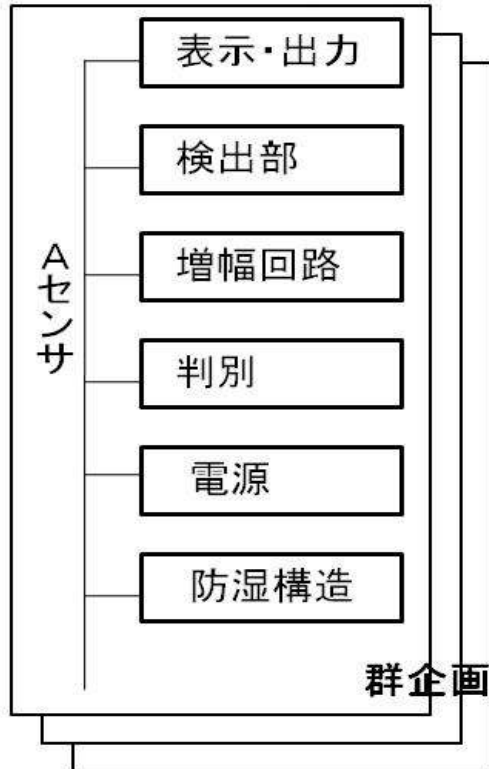 表示・出力
検出部
増幅回路
Aセンサ
判別
電源
防湿構造
群企画